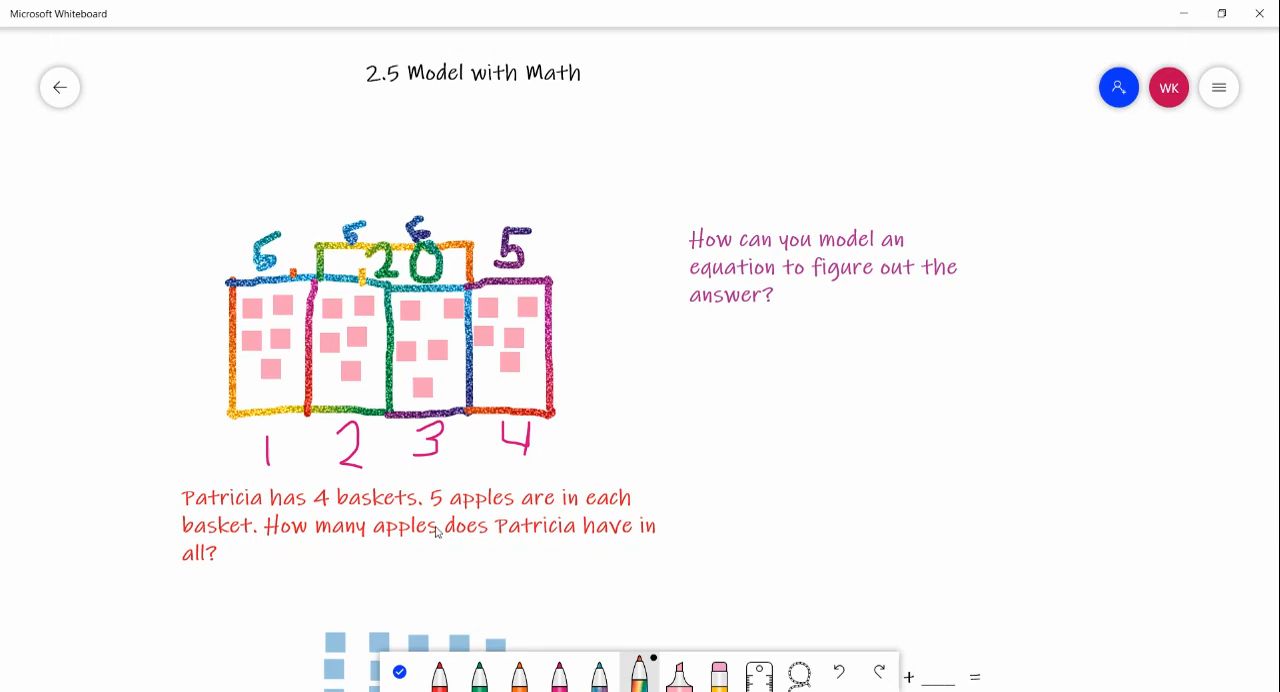 Microsoft Whiteboard
2.5 Model with Math
WK
5 5 5 5
20
How can you model an
equation to figure out the
answer?
1 2 3 4
Patricia has 4 baskets. 5 apples are in each
basket. How many apples does Patricia have in
all?
+ ___ =